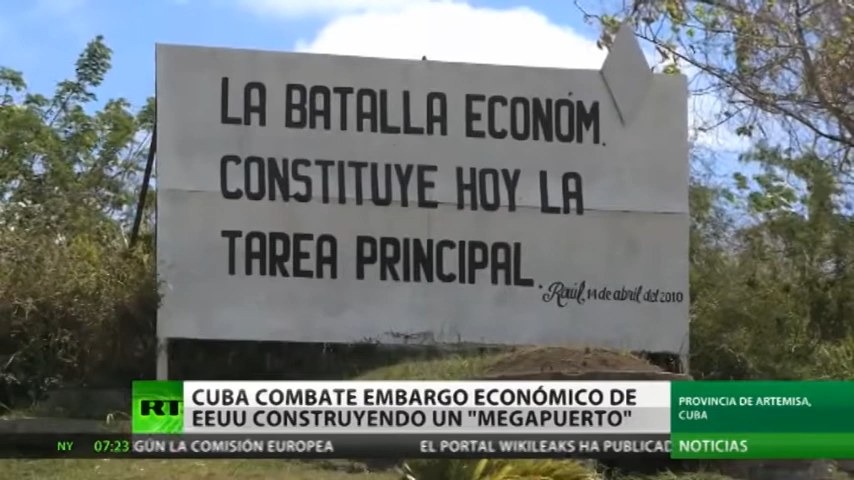 LA BATALLA ECONÓM.
CONSTITUYE HOY LA
TAREA PRINCIPAL.
Raúl, 14 de abril del 2010
RT
CUBA COMBATE EMBARGO ECONÓMICO DE
EEUU CONSTRUYENDO UN "MEGAPUERTO"
PROVINCIA DE ARTEMISA,
CUBA
NOTICIAS
NY 07:23 GÚN LA COMISIÓN EUROPEA EL PORTAL WIKILEAKS HA PUBLICAD